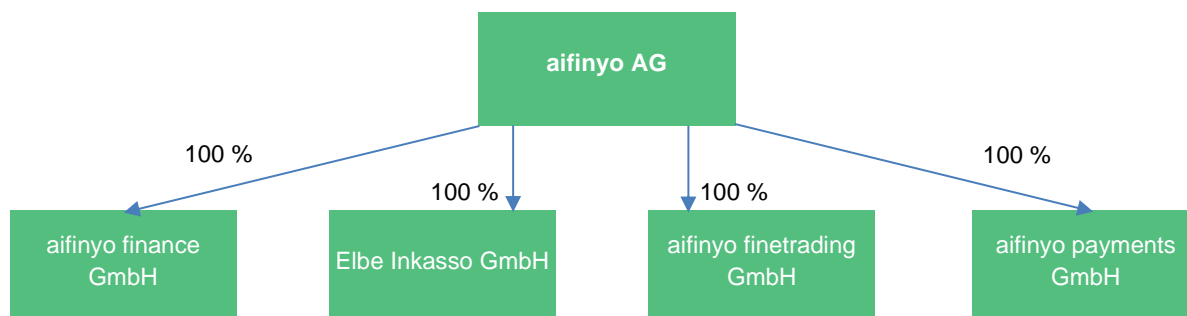 aifinyo AG
100 %
100 %
100 %
100 %
aifinyo finance
GmbH
Elbe Inkasso GmbH
aifinyo finetrading
GmbH
aifinyo payments
GmbH